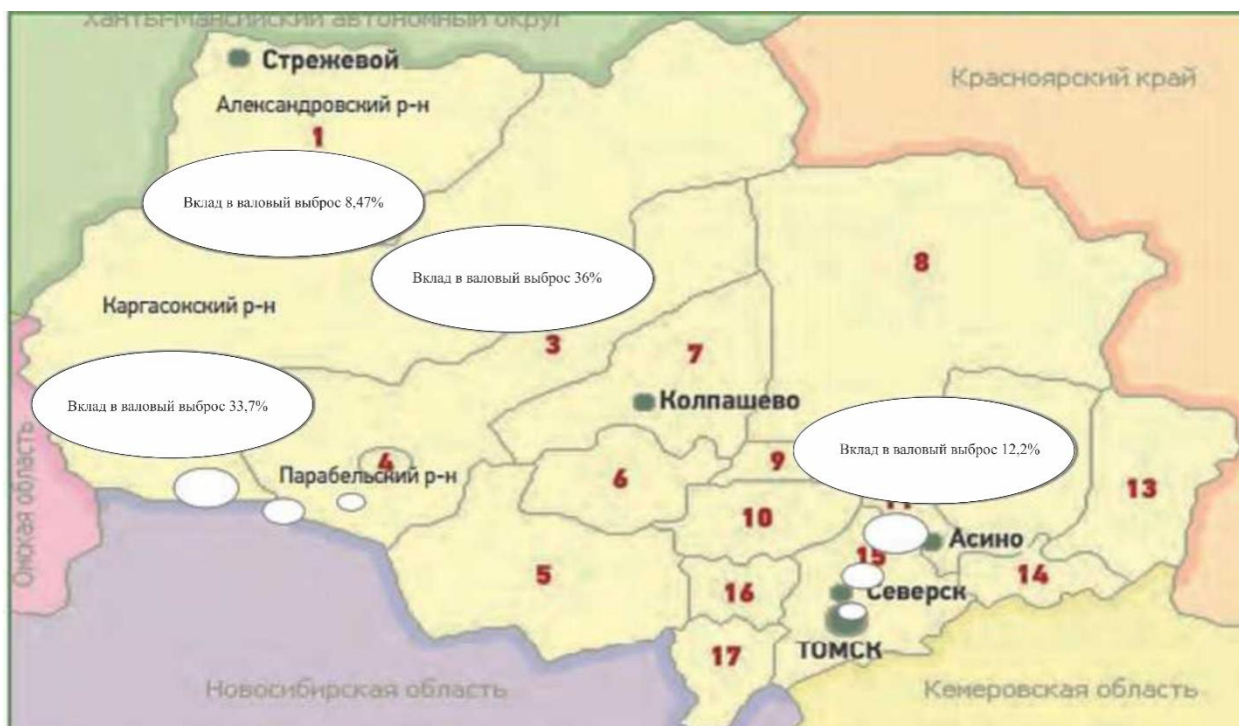 Ханты-Мансийский автономный округ
Стрежевой
Красноярский край
Александровский р-н
1
Вклад в валовый выброс 8,47%
8
Вклад в валовый выброс 36%
Каргасокский р-н
3
7
Вклад в валовый выброс 33,7%
Колпашево
Вклад в валовый выброс 12,2%
4
9
Парабельский р-н
6
13
Омская область
10
Асино
15
5
14
16
Северск
ТОМСК
17
Новосибирская область
Кемеровская область